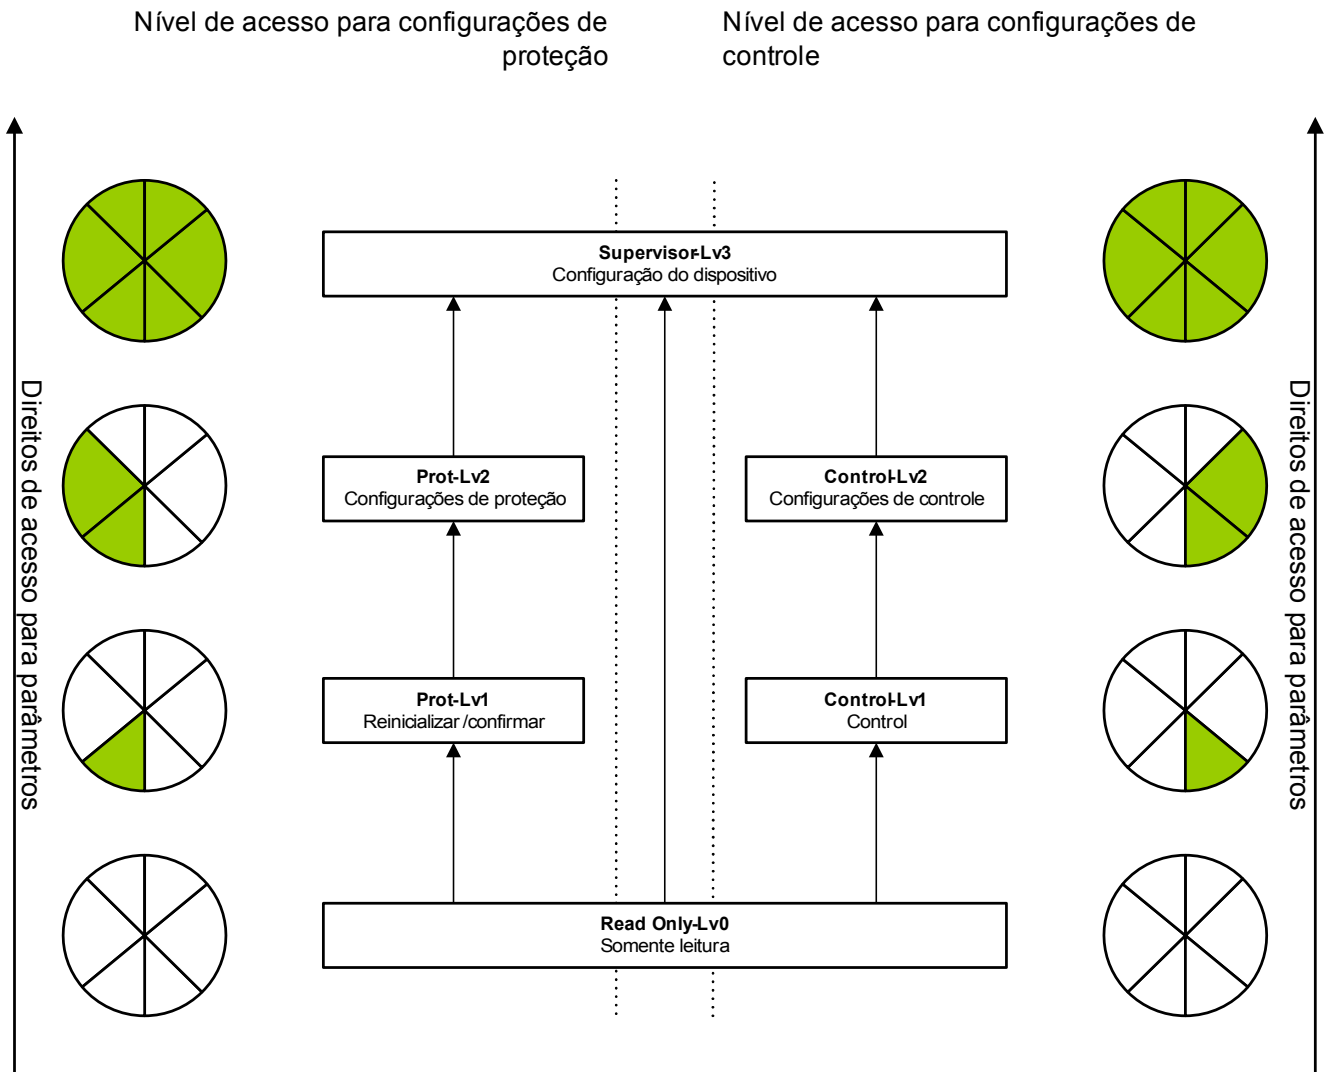 Nível de acesso para configurações de
proteção
Nível de acesso para configurações de
controle
Supervisor-Lv3
Configuração do dispositivo
Direitos de acesso para parâmetros
Direitos de acesso para parâmetros
Prot-Lv2
Configurações de proteção
Control-Lv2
Configurações de controle
Prot-Lv1
Reinicializar/confirmar
Control-Lv1
Control
Read Only-Lv0
Somente leitura